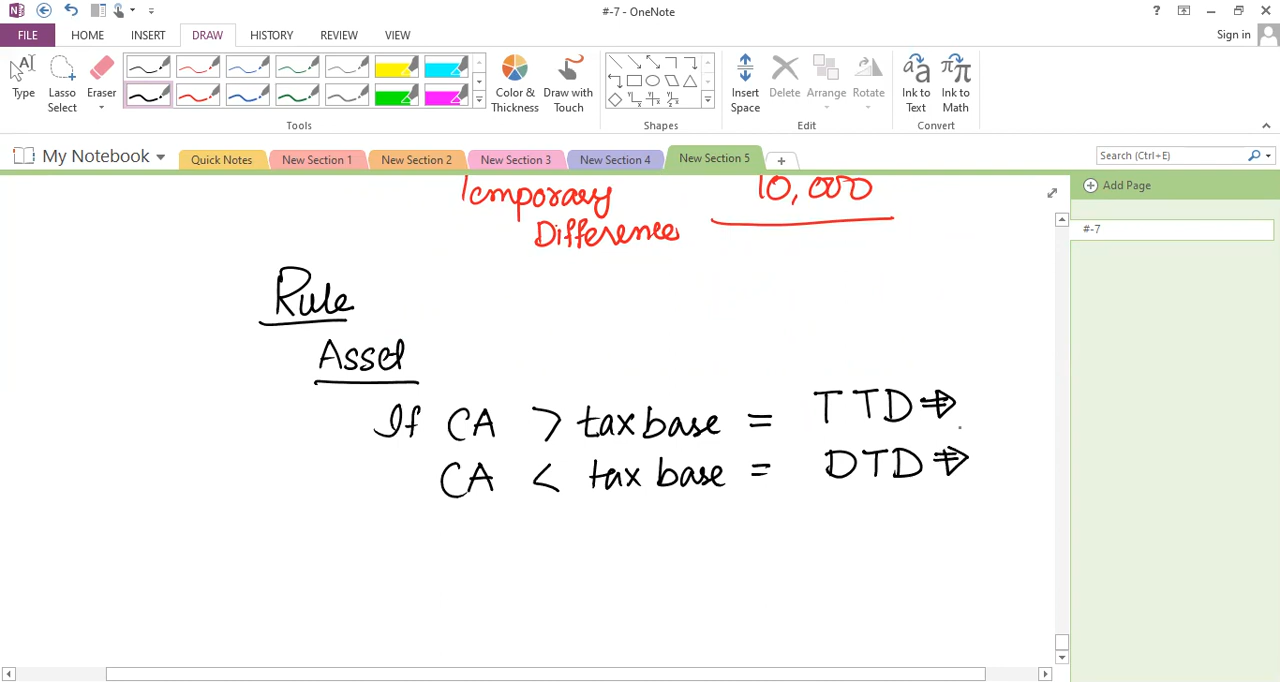 #-7 - OneNote
FILE HOME INSERT DRAW HISTORY REVIEW VIEW Sign in
Type Lasso Select Eraser Color & Thickness Draw with Touch Insert Space Delete Arrange Rotate Ink to Text Ink to Math
Tools Shapes Edit Convert
My Notebook Quick Notes New Section 1 New Section 2 New Section 3 New Section 4 New Section 5 Search (Ctrl+E)
Add Page
#-7
Temporary 10,000
Difference
Rule
Asset
If CA > tax base = TTD ⇒
CA < tax base = DTD ⇒